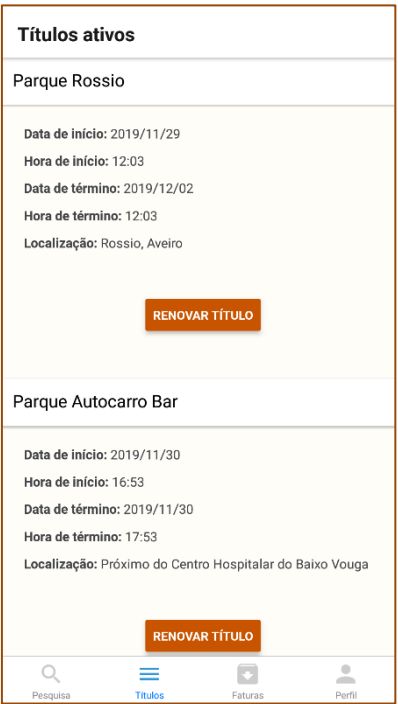 Títulos ativos
Parque Rossio
Data de início: 2019/11/29
Hora de início: 12:03
Data de término: 2019/12/02
Hora de término: 12:03
Localização: Rossio, Aveiro
RENOVAR TÍTULO
Parque Autocarro Bar
Data de início: 2019/11/30
Hora de início: 16:53
Data de término: 2019/11/30
Hora de término: 17:53
Localização: Próximo do Centro Hospitalar do Baixo Vouga
RENOVAR TÍTULO
Pesquisa Títulos Faturas Perfil